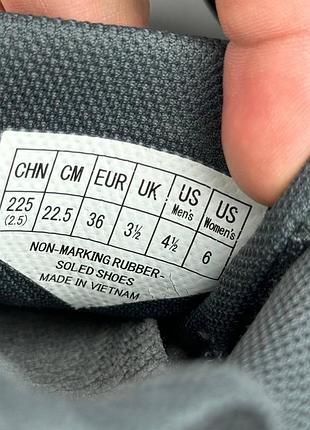 CHN CM EUR UK US Men's US Women's
225 (2.5) 22.5 36 3½ 4½ 6
NON-MARKING RUBBER-
SOLED SHOES
MADE IN VIETNAM